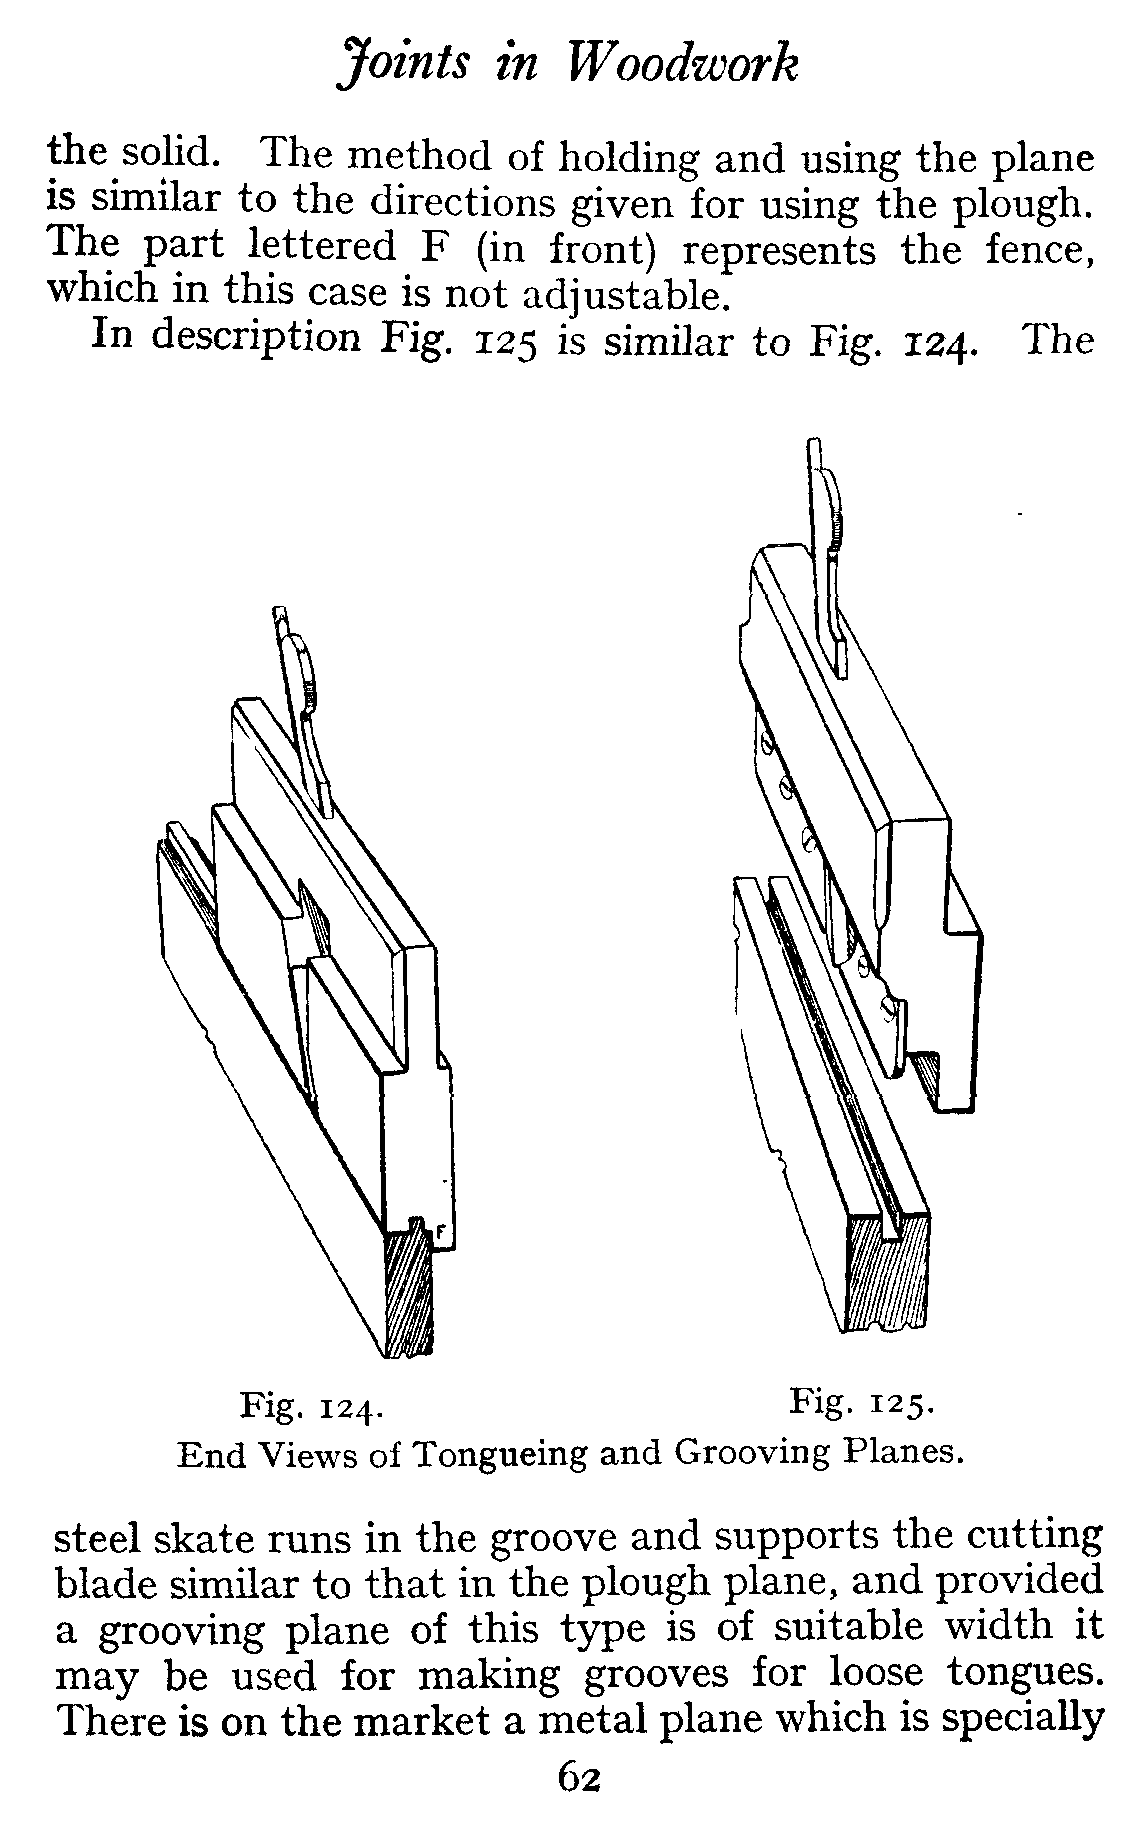 Joints in Woodwork
the solid. The method of holding and using the plane
is similar to the directions given for using the plough.
The part lettered F (in front) represents the fence,
which in this case is not adjustable.
In description Fig. 125 is similar to Fig. 124. The
F
Fig. 124.
Fig. 125.
End Views of Tongueing and Grooving Planes.
steel skate runs in the groove and supports the cutting
blade similar to that in the plough plane, and provided
a grooving plane of this type is of suitable width it
may be used for making grooves for loose tongues.
There is on the market a metal plane which is specially
62